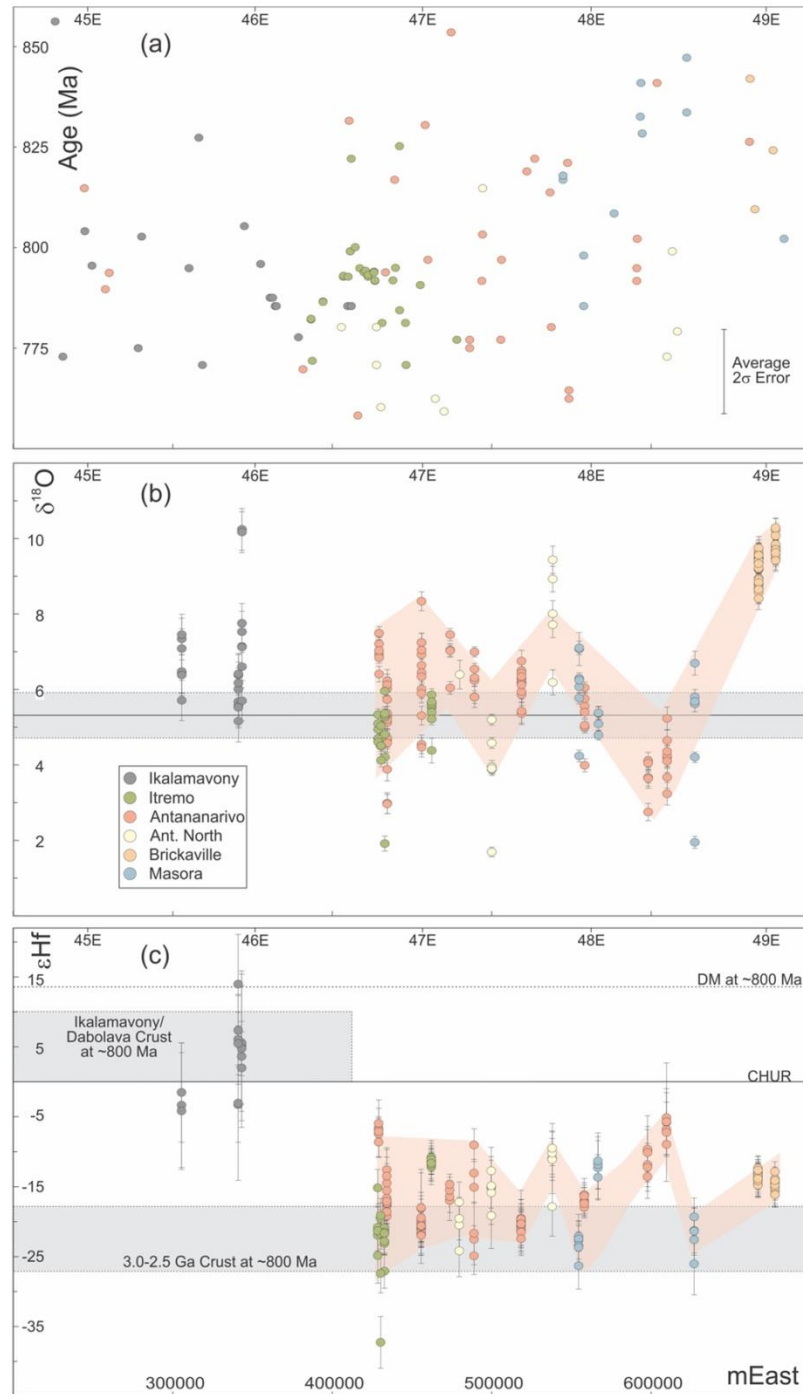 45E 46E 47E 48E 49E
(a)
Age (Ma)
850
825
800
775
Average
2σ Error
45E 46E 47E 48E 49E
(b)
δ18O
10
8
6
4
2
Ikalamavony
Itremo
Antananarivo
Ant. North
Brickaville
Masora
45E 46E 47E 48E 49E
(c)
εHf
DM at ~800 Ma
15
Ikalamavony/
Dabolava Crust
at ~800 Ma
5
CHUR
-5
-15
-25
3.0-2.5 Ga Crust at ~800 Ma
-35
mEast
300000 400000 500000 600000